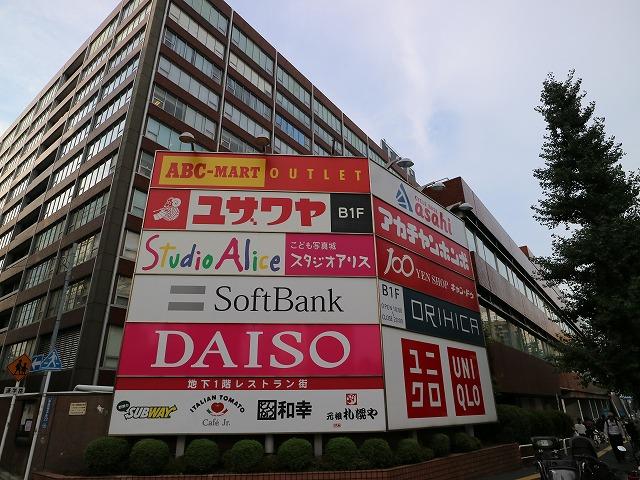 ABC-MART OUTLET
ユザワヤ B1F
Studio Alice こども写真城 スタジオアリス
SoftBank
DAISO
地下1階レストラン街
SUBWAY
ITALIAN TOMATO
Café Jr.
和幸
元祖 札幌や
asahi
アカチャンホンポ
100 YEN SHOP キャン・ドゥ
B1F ORIHICA
ユニクロ
UNIQLO